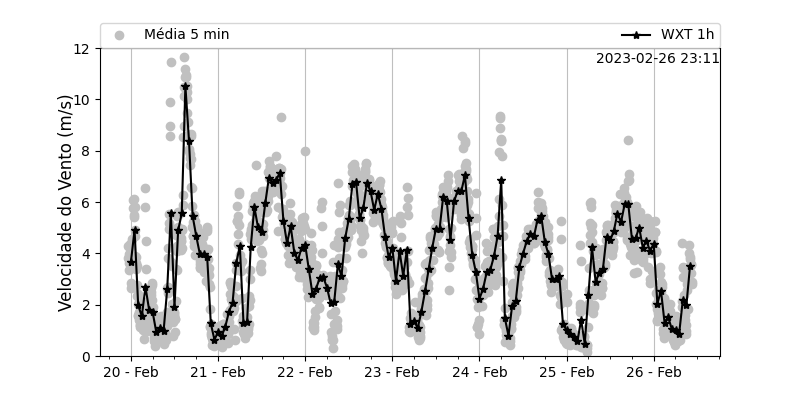 Média 5 min
WXT 1h
2023-02-26 23:11
Velocidade do Vento (m/s)
12
10
8
6
4
2
0
20 - Feb
21 - Feb
22 - Feb
23 - Feb
24 - Feb
25 - Feb
26 - Feb